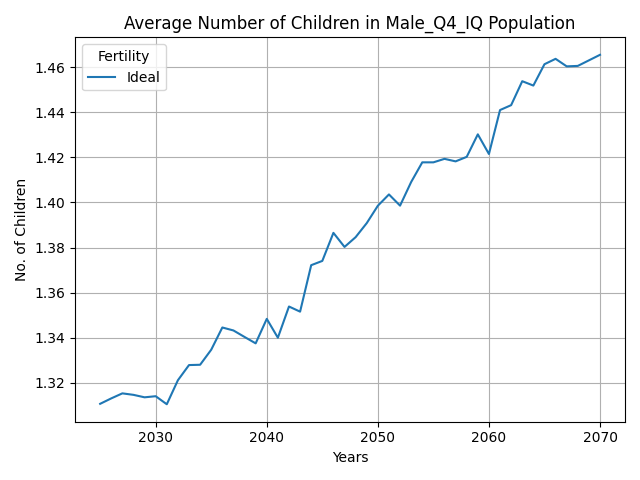 Average Number of Children in Male_Q4_IQ Population
Fertility
Ideal
1.46
1.44
1.42
1.40
1.38
1.36
1.34
1.32
No. of Children
2030 2040 2050 2060 2070
Years